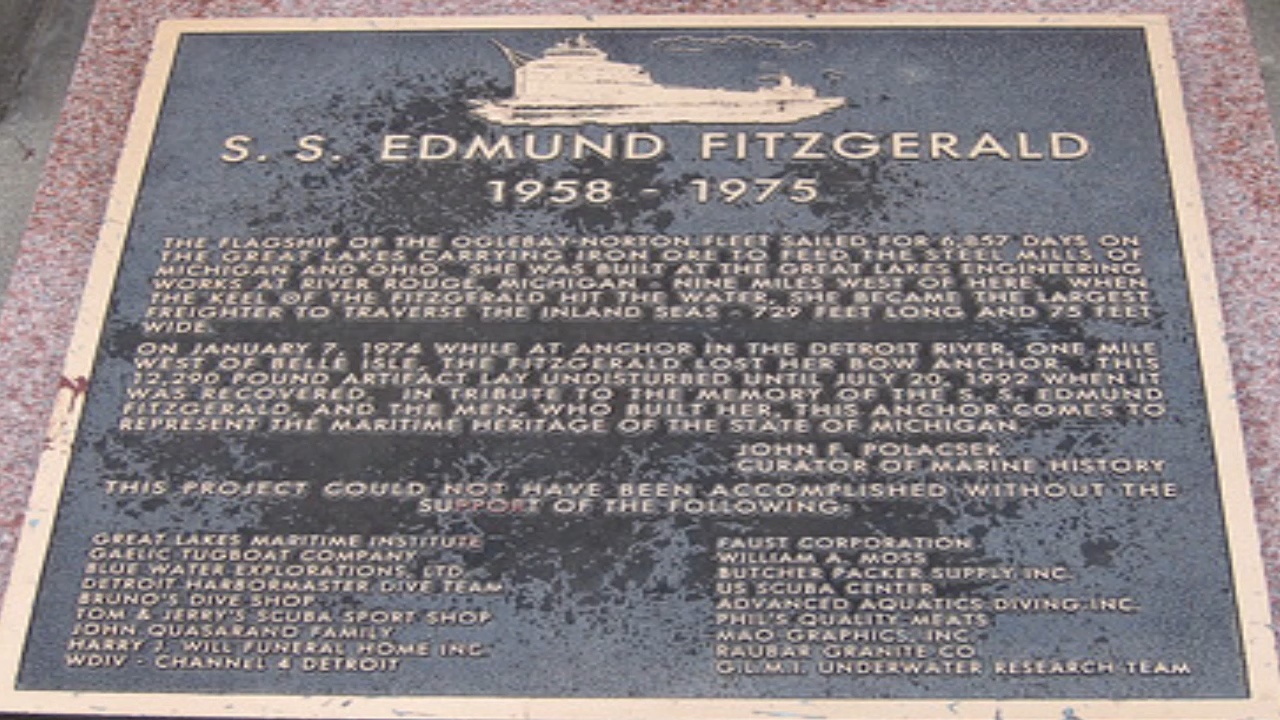 S. S. EDMUND FITZGERALD
1958 - 1975
THE FLAGSHIP OF THE OGLEBAY-NORTON FLEET SAILED FOR 6,857 DAYS ON
THE GREAT LAKES CARRYING IRON ORE TO FEED THE STEEL MILLS OF
MICHIGAN AND OHIO. SHE WAS BUILT AT THE GREAT LAKES ENGINEERING
WORKS AT RIVER ROUGE, MICHIGAN - NINE MILES WEST OF HERE. WHEN
THE KEEL OF THE FITZGERALD HIT THE WATER, SHE BECAME THE LARGEST
FREIGHTER TO TRAVERSE THE INLAND SEAS - 729 FEET LONG AND 75 FEET
WIDE.
ON JANUARY 7, 1974 WHILE AT ANCHOR IN THE DETROIT RIVER, ONE MILE
WEST OF BELLE ISLE, THE FITZGERALD LOST HER BOW ANCHOR. THIS
12,290 POUND ARTIFACT LAY UNDISTURBED UNTIL JULY 20, 1992 WHEN IT
WAS RECOVERED. IN TRIBUTE TO THE MEMORY OF THE S. S. EDMUND
FITZGERALD, AND THE MEN, WHO BUILT HER, THIS ANCHOR COMES TO
REPRESENT THE MARITIME HERITAGE OF THE STATE OF MICHIGAN.
JOHN F. POLACSEK
CURATOR OF MARINE HISTORY
THIS PROJECT COULD NOT HAVE BEEN ACCOMPLISHED WITHOUT THE
SUPPORT OF THE FOLLOWING:
GREAT LAKES MARITIME INSTITUTE
GAELIC TUGBOAT COMPANY
BLUE WATER EXPLORATIONS, LTD.
DETROIT HARBORMASTER DIVE TEAM
BRUNO'S DIVE SHOP
TOM & JERRY'S SCUBA SPORT SHOP
JOHN QUASARAND FAMILY
HARRY J. WILL FUNERAL HOME INC.
WDIV - CHANNEL 4 DETROIT
FAUST CORPORATION
WILLIAM A. MOSS
BUTCHER PACKER SUPPLY INC.
US SCUBA CENTER
ADVANCED AQUATICS DIVING INC.
PHIL'S QUALITY MEATS
MAO GRAPHICS, INC.
RAUBAR GRANITE CO
G.L.M.I. UNDERWATER RESEARCH TEAM